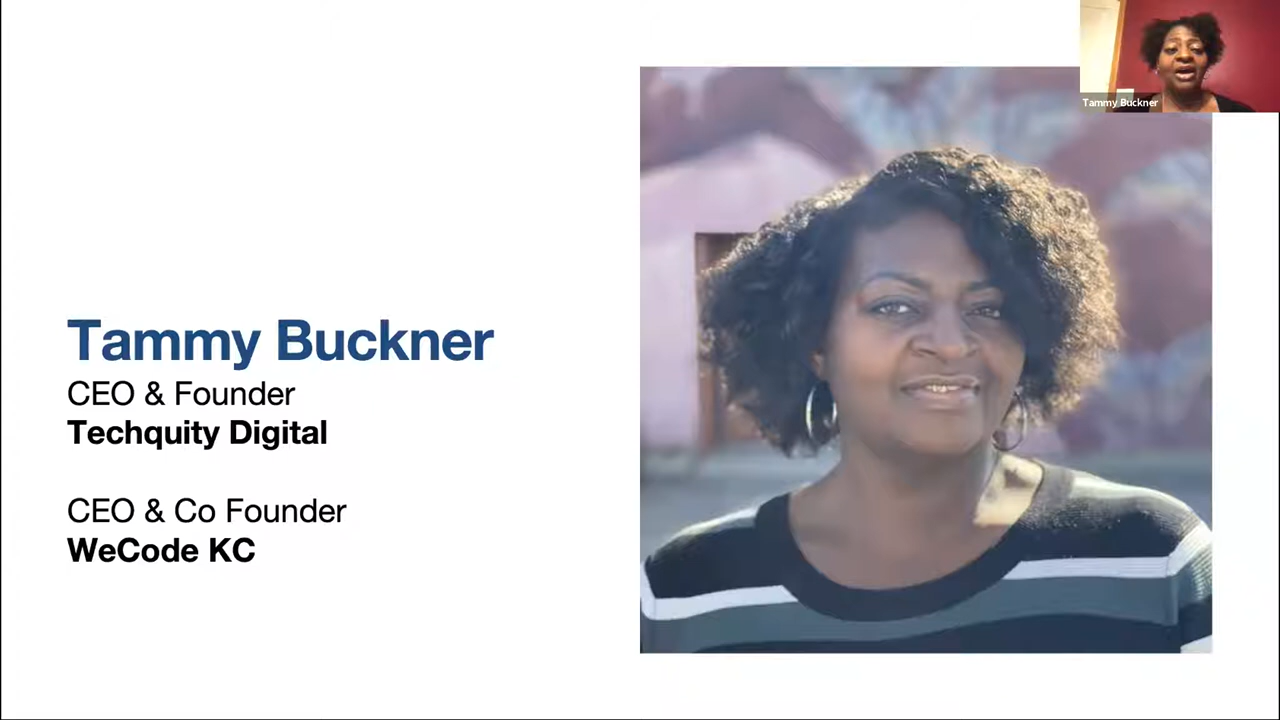 Tammy Buckner
Tammy Buckner
CEO & Founder
Techquity Digital
CEO & Co Founder
WeCode KC